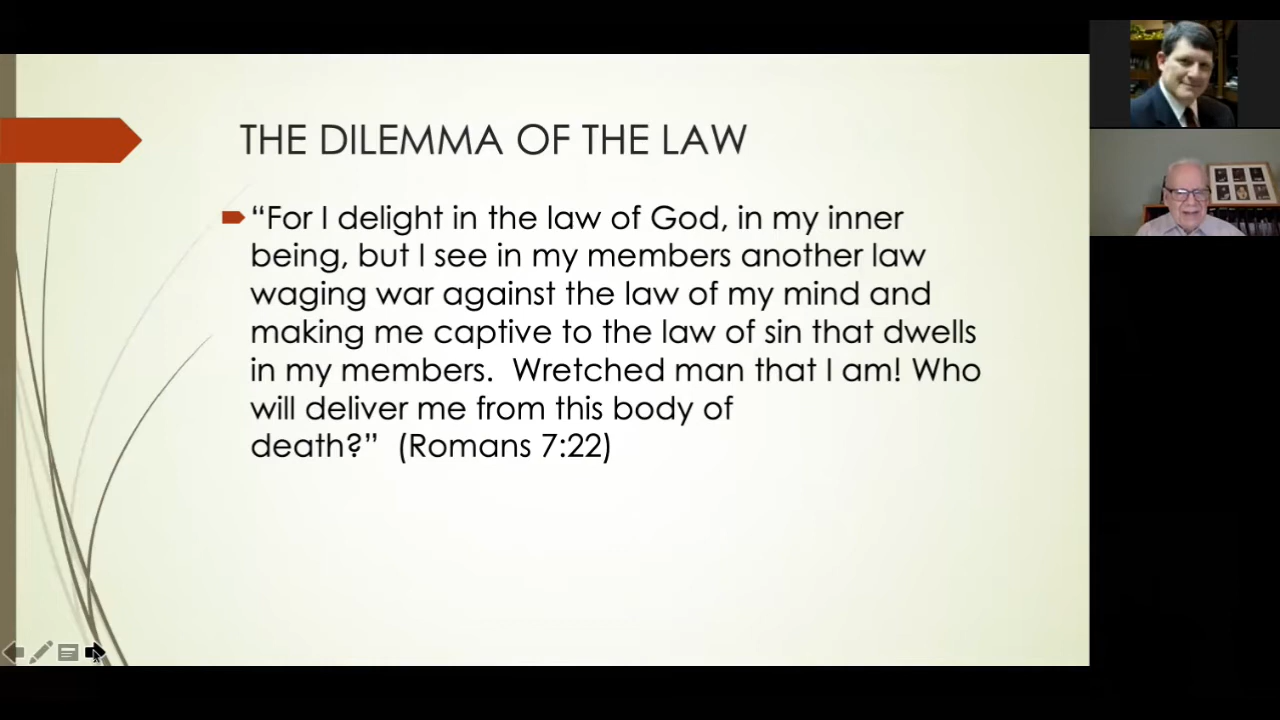 THE DILEMMA OF THE LAW
“For I delight in the law of God, in my inner
being, but I see in my members another law
waging war against the law of my mind and
making me captive to the law of sin that dwells
in my members.  Wretched man that I am! Who
will deliver me from this body of
death?”  (Romans 7:22)